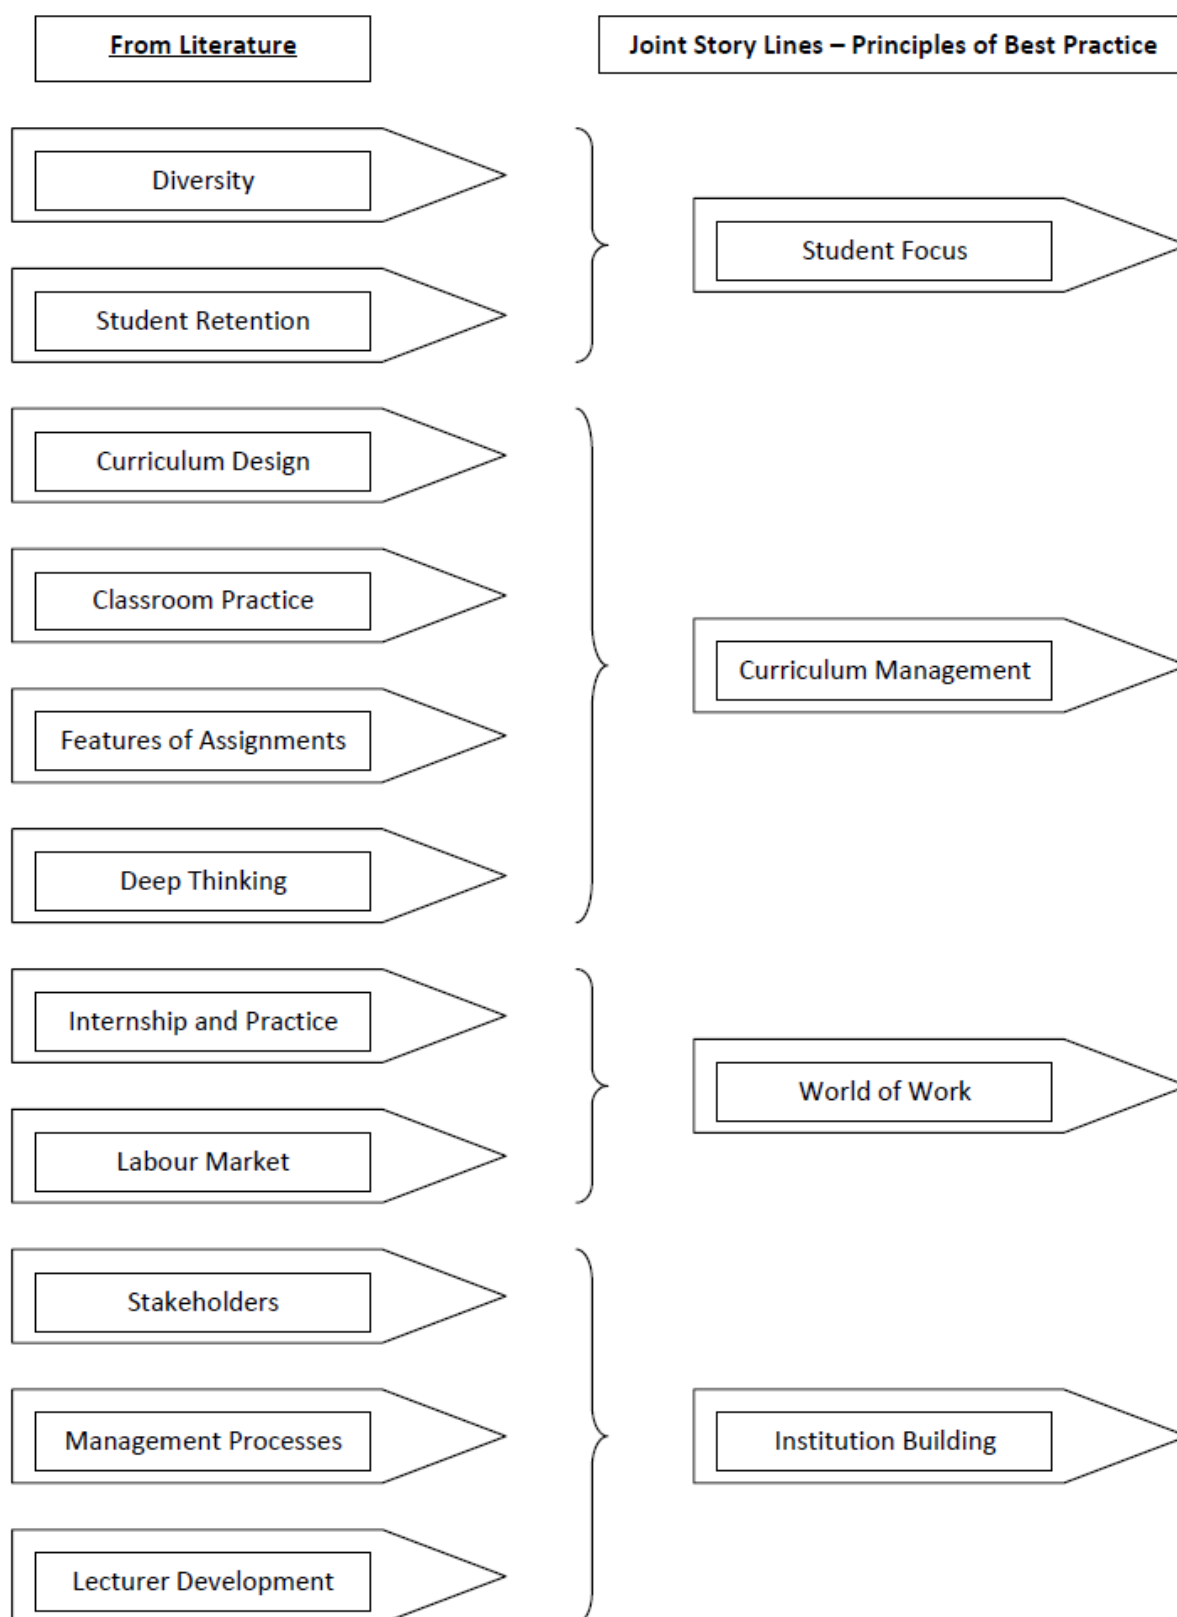 From Literature
Joint Story Lines – Principles of Best Practice
Diversity
Student Retention
Student Focus
Curriculum Design
Classroom Practice
Features of Assignments
Deep Thinking
Curriculum Management
Internship and Practice
Labour Market
World of Work
Stakeholders
Management Processes
Lecturer Development
Institution Building